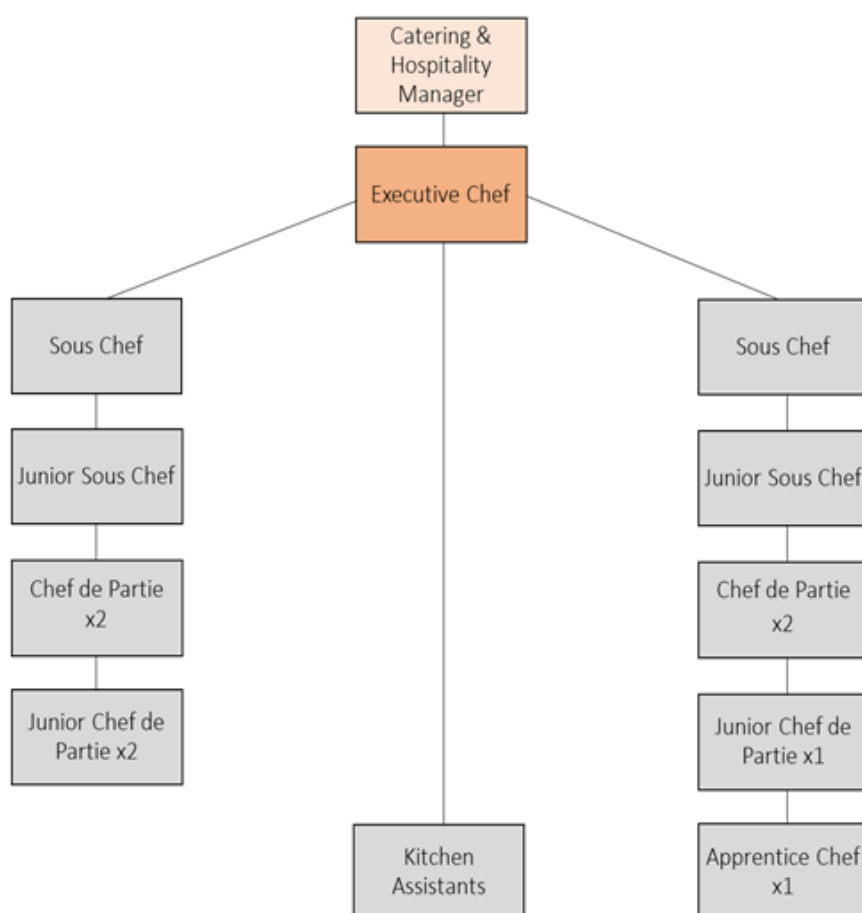 Catering &
Hospitality
Manager
Executive Chef
Sous Chef
Junior Sous Chef
Chef de Partie
x2
Junior Chef de
Partie x2
Kitchen
Assistants
Sous Chef
Junior Sous Chef
Chef de Partie
x2
Junior Chef de
Partie x1
Apprentice Chef
x1